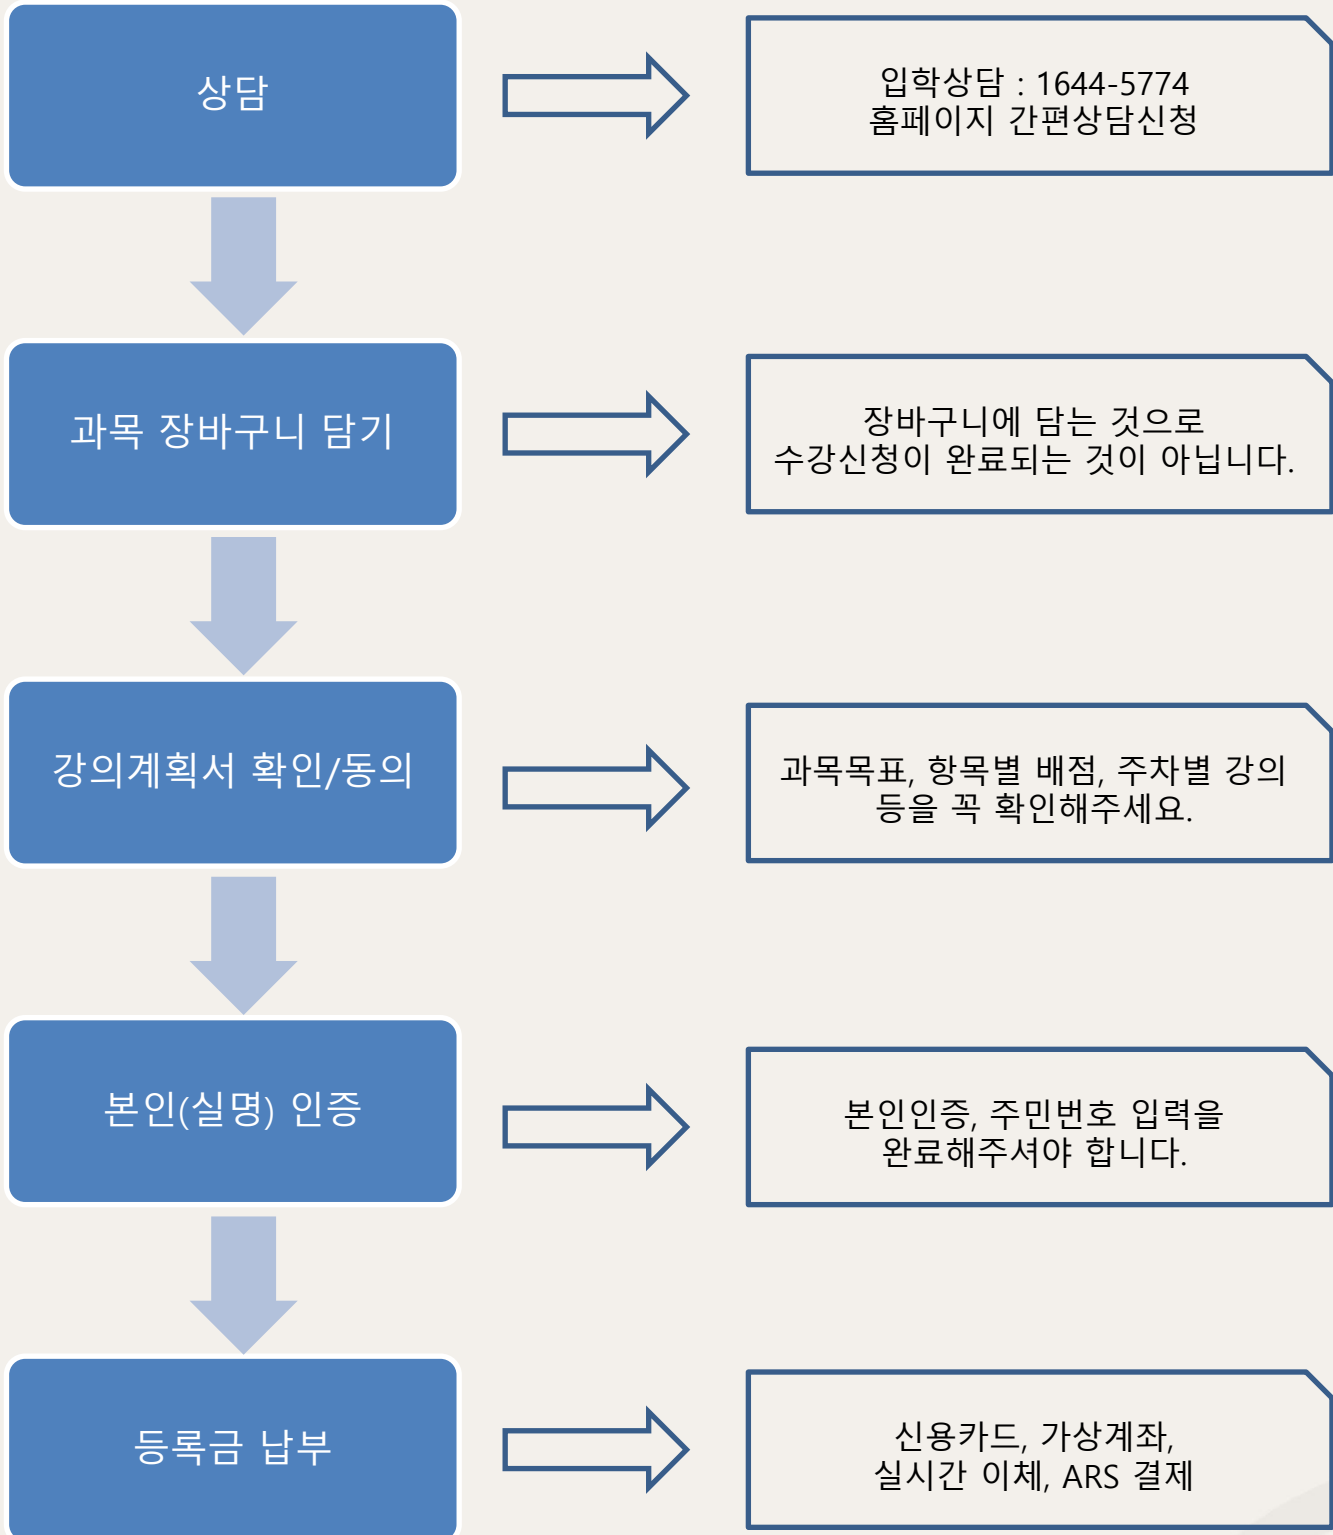 상담
입학상담 : 1644-5774
홈페이지 간편상담신청
과목 장바구니 담기
장바구니에 담는 것으로
수강신청이 완료되는 것이 아닙니다.
강의계획서 확인/동의
과목목표, 항목별 배점, 주차별 강의
등을 꼭 확인해주세요.
본인(실명) 인증
본인인증, 주민번호 입력을
완료해주셔야 합니다.
등록금 납부
신용카드, 가상계좌,
실시간 이체, ARS 결제